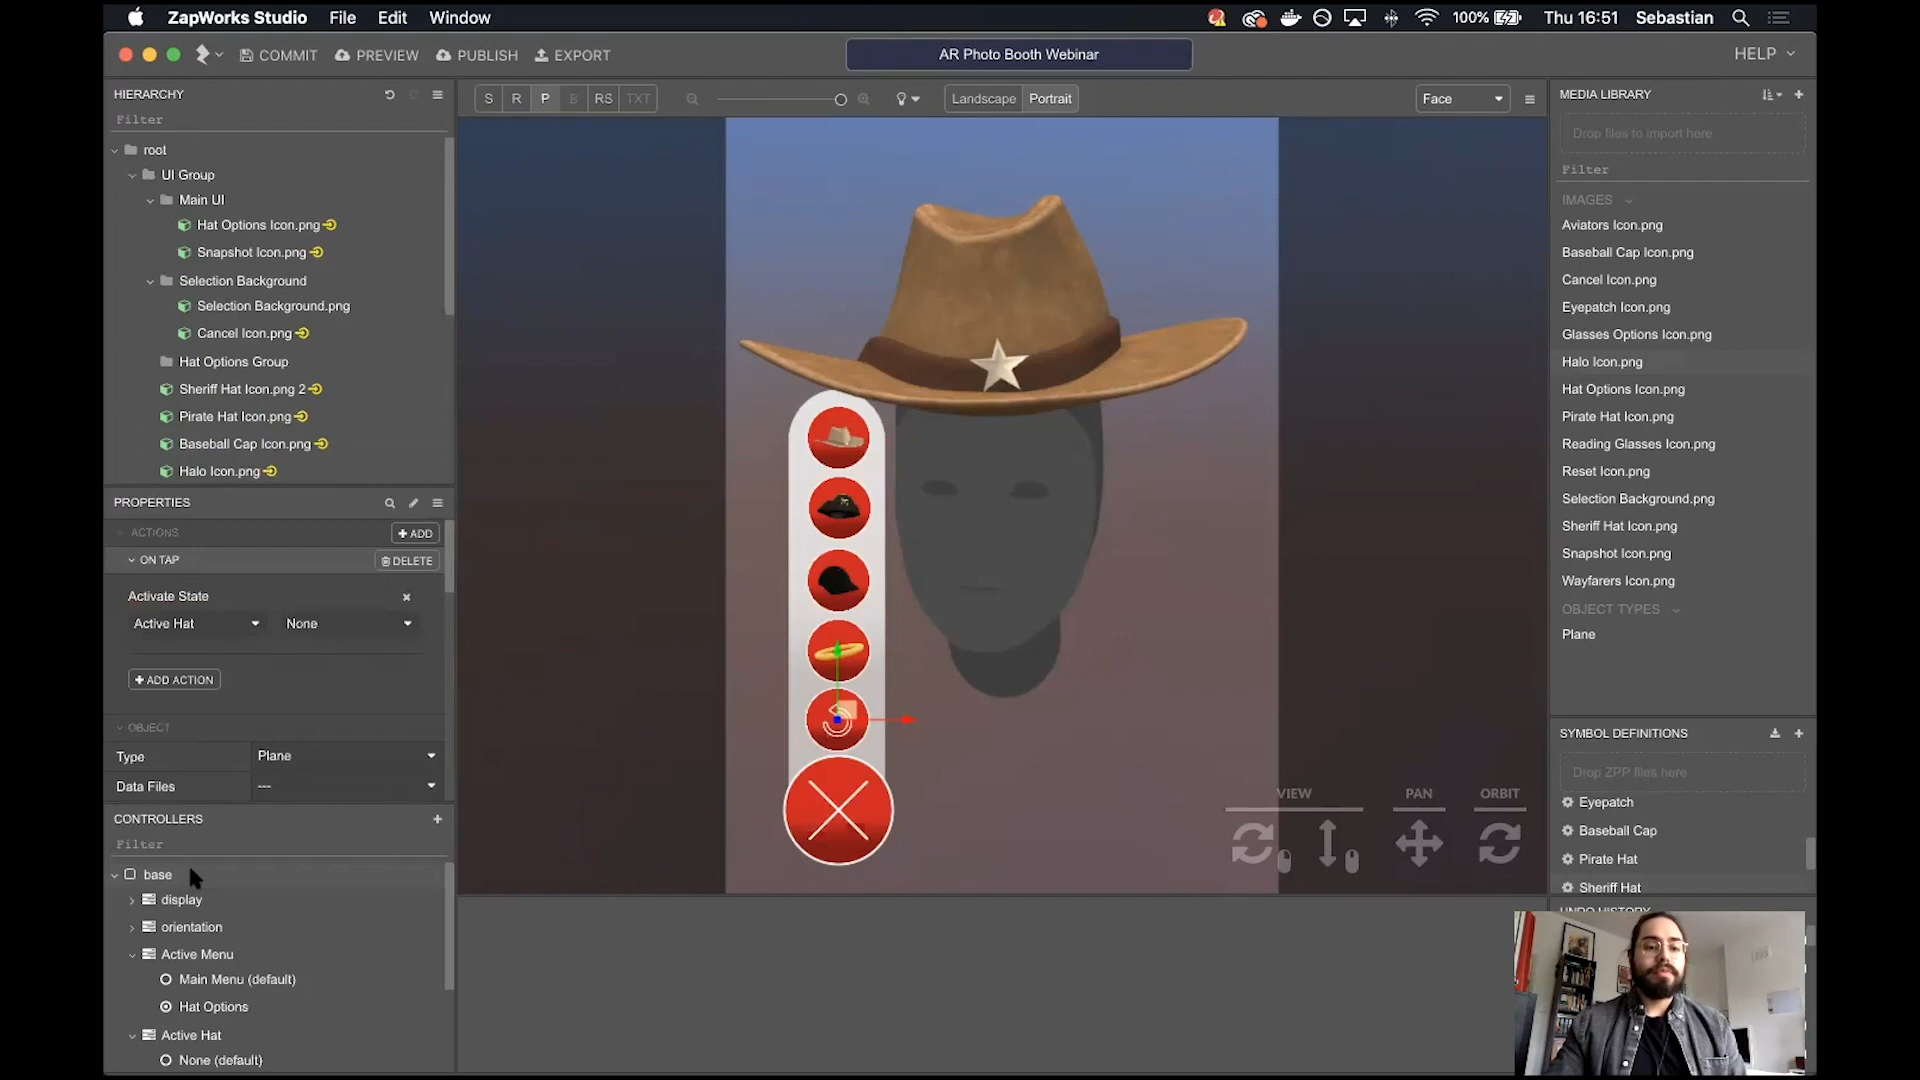 ZapWorks Studio File Edit Window 100% Thu 16:51 Sebastian
COMMIT PREVIEW PUBLISH EXPORT AR Photo Booth Webinar HELP
HIERARCHY
Filter
root
UI Group
Main UI
Hat Options Icon.png
Snapshot Icon.png
Selection Background
Selection Background.png
Cancel Icon.png
Hat Options Group
Sheriff Hat Icon.png 2
Pirate Hat Icon.png
Baseball Cap Icon.png
Halo Icon.png
PROPERTIES
ACTIONS ADD
ON TAP DELETE
Activate State
Active Hat None
ADD ACTION
OBJECT
Type Plane
Data Files ---
CONTROLLERS
Filter
base
display
orientation
Active Menu
Main Menu (default)
Hat Options
Active Hat
None (default)
S R P B RS TXT Landscape Portrait Face
VIEW PAN ORBIT
MEDIA LIBRARY
Drop files to import here
Filter
IMAGES
Aviators Icon.png
Baseball Cap Icon.png
Cancel Icon.png
Eyepatch Icon.png
Glasses Options Icon.png
Halo Icon.png
Hat Options Icon.png
Pirate Hat Icon.png
Reading Glasses Icon.png
Reset Icon.png
Selection Background.png
Sheriff Hat Icon.png
Snapshot Icon.png
Wayfarers Icon.png
OBJECT TYPES
Plane
SYMBOL DEFINITIONS
Drop ZPP files here
Eyepatch
Baseball Cap
Pirate Hat
Sheriff Hat
UNDO HISTORY